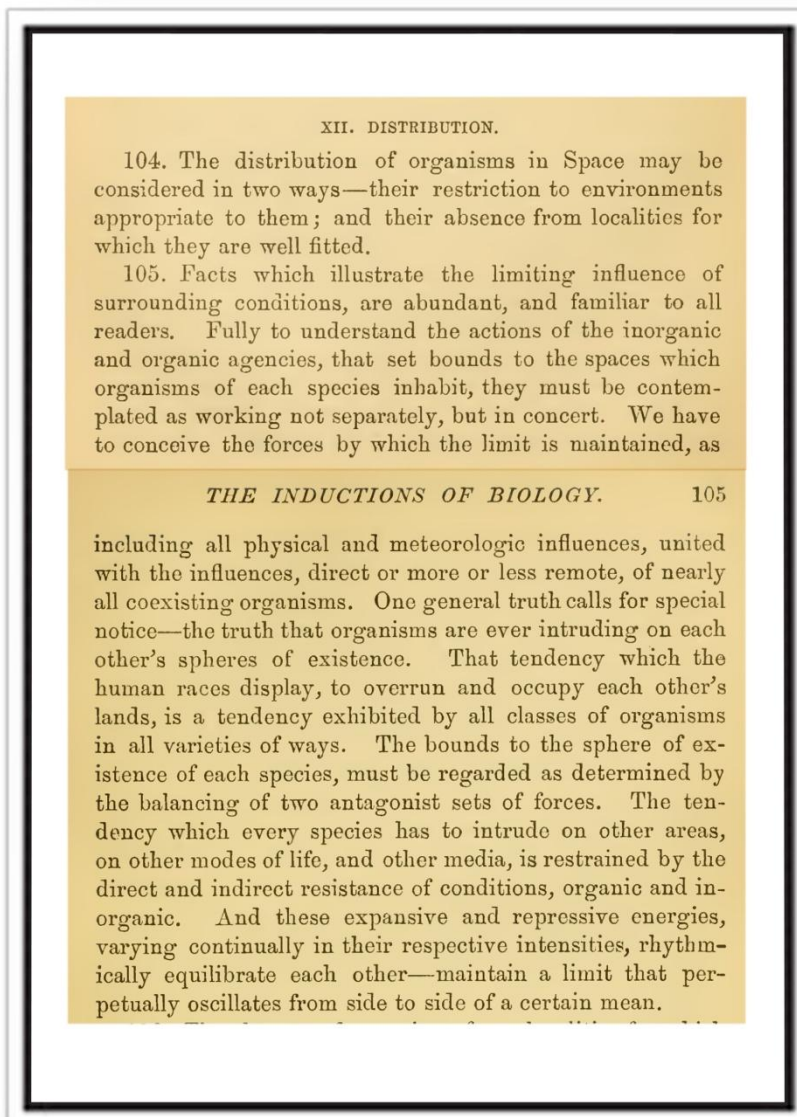 XII. DISTRIBUTION.
104. The distribution of organisms in Space may be
considered in two ways—their restriction to environments
appropriate to them; and their absence from localities for
which they are well fitted.
105. Facts which illustrate the limiting influence of
surrounding conditions, are abundant, and familiar to all
readers. Fully to understand the actions of the inorganic
and organic agencies, that set bounds to the spaces which
organisms of each species inhabit, they must be contem-
plated as working not separately, but in concert. We have
to conceive the forces by which the limit is maintained, as
THE INDUCTIONS OF BIOLOGY. 105
including all physical and meteorologic influences, united
with the influences, direct or more or less remote, of nearly
all coexisting organisms. One general truth calls for special
notice—the truth that organisms are ever intruding on each
other's spheres of existence. That tendency which the
human races display, to overrun and occupy each other's
lands, is a tendency exhibited by all classes of organisms
in all varieties of ways. The bounds to the sphere of ex-
istence of each species, must be regarded as determined by
the balancing of two antagonist sets of forces. The ten-
dency which every species has to intrude on other areas,
on other modes of life, and other media, is restrained by the
direct and indirect resistance of conditions, organic and in-
organic. And these expansive and repressive energies,
varying continually in their respective intensities, rhythm-
ically equilibrate each other—maintain a limit that per-
petually oscillates from side to side of a certain mean.